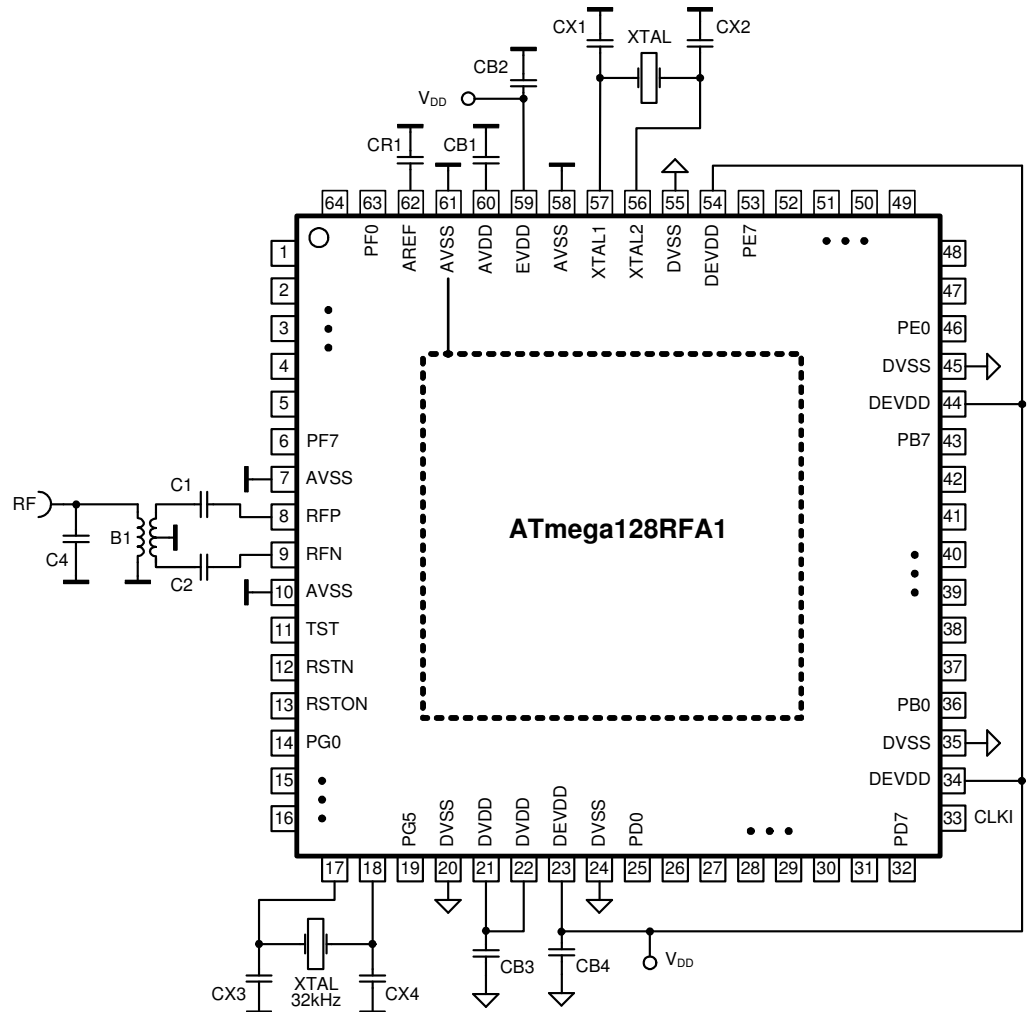 CX1
XTAL
CX2
CB2
VDD
CR1
CB1
64
63
62
61
60
59
58
57
56
55
54
53
52
51
50
49
PF0
AREF
AVSS
AVDD
EVDD
AVSS
XTAL1
XTAL2
DVSS
DEVDD
PE7
1
2
3
4
5
6 PF7
7 AVSS
8 RFP
9 RFN
10 AVSS
11 TST
12 RSTN
13 RSTON
14 PG0
15
16
RF
C1
B1
C4
C2
ATmega128RFA1
48
47
PE0 46
DVSS 45
DEVDD 44
PB7 43
42
41
40
39
38
37
PB0 36
DVSS 35
DEVDD 34
33 CLKI
PG5
DVSS
DVDD
DVDD
DEVDD
DVSS
PD0
PD7
17
18
19
20
21
22
23
24
25
26
27
28
29
30
31
32
CX3
XTAL
32kHz
CX4
CB3
CB4
VDD